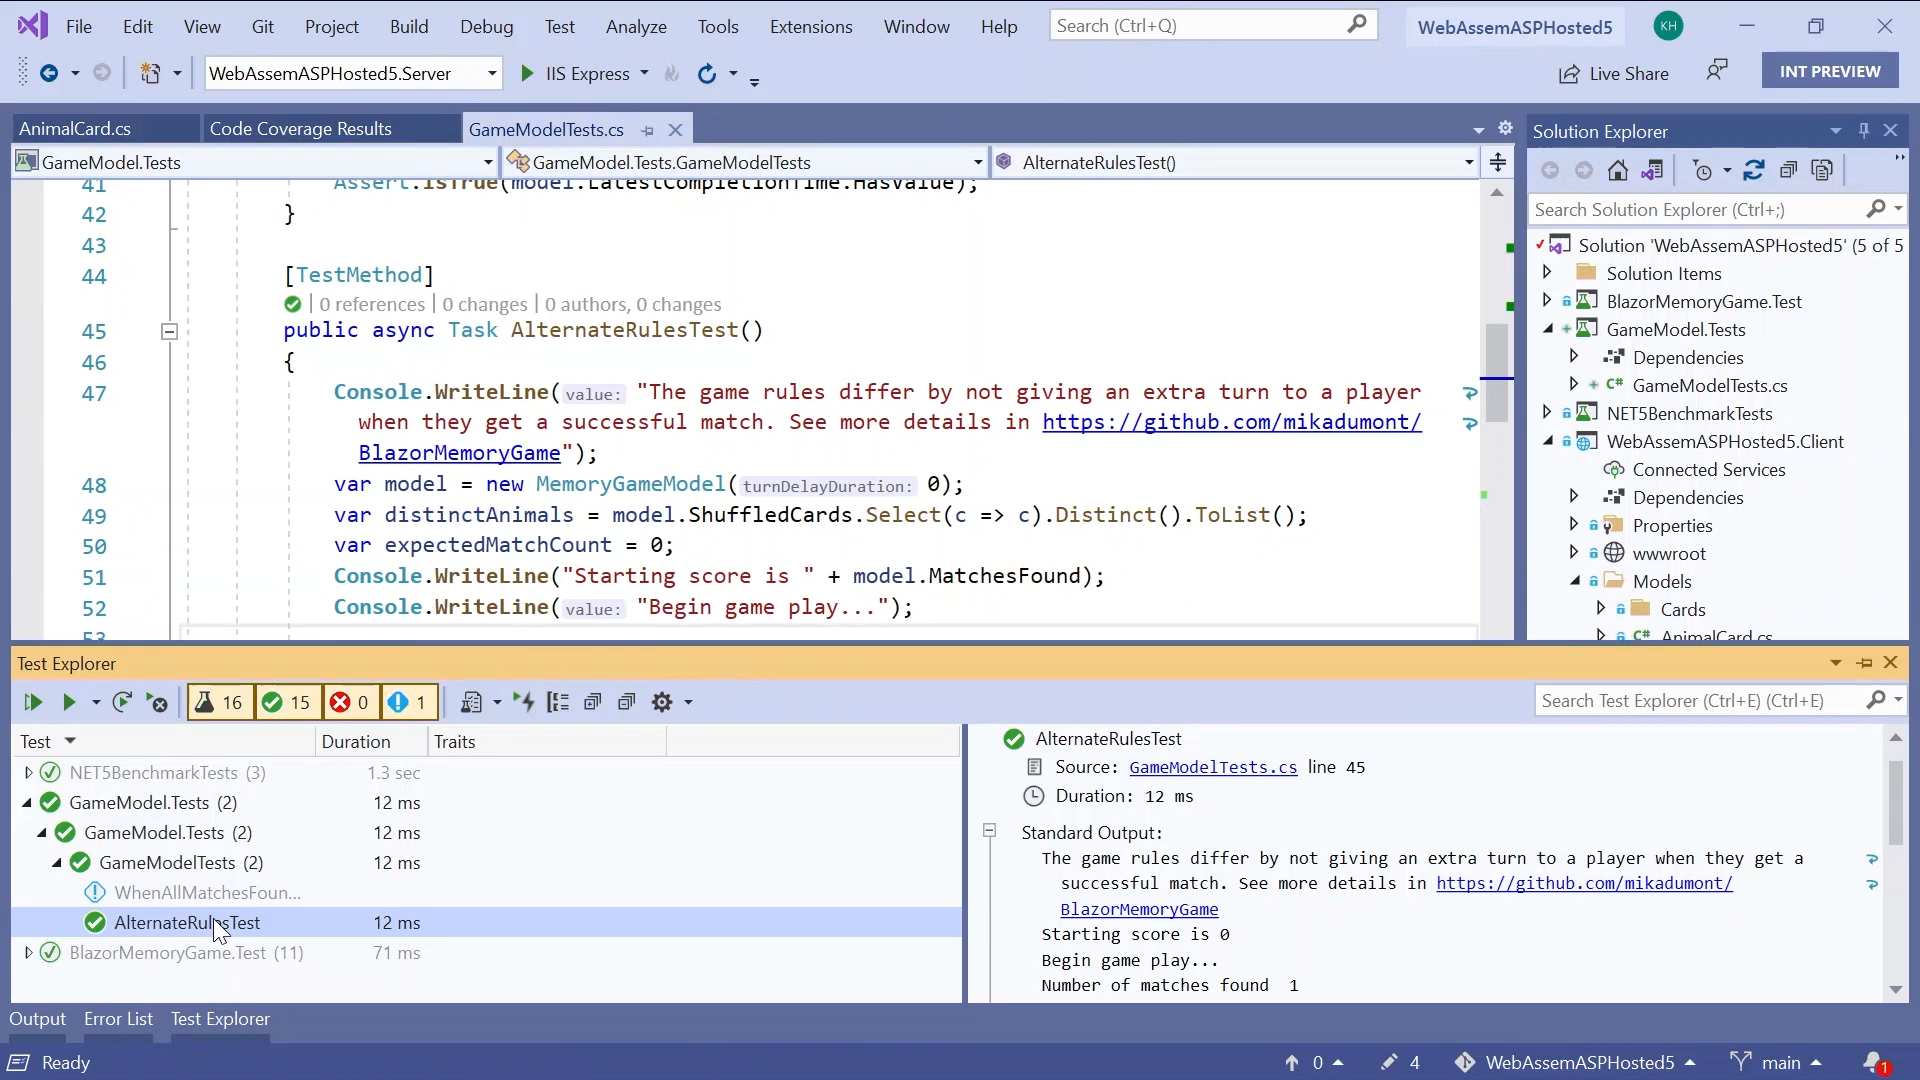 File Edit View Git Project Build Debug Test Analyze Tools Extensions Window Help Search (Ctrl+Q) WebAssemASPHosted5 KH
WebAssemASPHosted5.Server IIS Express Live Share INT PREVIEW
AnimalCard.cs Code Coverage Results GameModelTests.cs
GameModel.Tests GameModel.Tests.GameModelTests AlternateRulesTest()
41 Assert.IsTrue(model.LatestCompletionTime.HasValue);
42 }
43
44 [TestMethod]
0 references | 0 changes | 0 authors, 0 changes
45 public async Task AlternateRulesTest()
46 {
47 Console.WriteLine(value: "The game rules differ by not giving an extra turn to a player
when they get a successful match. See more details in https://github.com/mikadumont/
BlazorMemoryGame");
48 var model = new MemoryGameModel(turnDelayDuration: 0);
49 var distinctAnimals = model.ShuffledCards.Select(c => c).Distinct().ToList();
50 var expectedMatchCount = 0;
51 Console.WriteLine("Starting score is " + model.MatchesFound);
52 Console.WriteLine(value: "Begin game play...");
53
Solution Explorer
Search Solution Explorer (Ctrl+;)
Solution 'WebAssemASPHosted5' (5 of 5
Solution Items
BlazorMemoryGame.Test
GameModel.Tests
Dependencies
C# GameModelTests.cs
NET5BenchmarkTests
WebAssemASPHosted5.Client
Connected Services
Dependencies
Properties
wwwroot
Models
Cards
C# AnimalCard.cs
Test Explorer
16 15 0 1 Search Test Explorer (Ctrl+E) (Ctrl+E)
Test Duration Traits
NET5BenchmarkTests (3) 1.3 sec
GameModel.Tests (2) 12 ms
GameModel.Tests (2) 12 ms
GameModelTests (2) 12 ms
WhenAllMatchesFoun...
AlternateRulesTest 12 ms
BlazorMemoryGame.Test (11) 71 ms
AlternateRulesTest
Source: GameModelTests.cs line 45
Duration: 12 ms
Standard Output:
The game rules differ by not giving an extra turn to a player when they get a
successful match. See more details in https://github.com/mikadumont/
BlazorMemoryGame
Starting score is 0
Begin game play...
Number of matches found 1
Output Error List Test Explorer
Ready 0 4 WebAssemASPHosted5 main 1